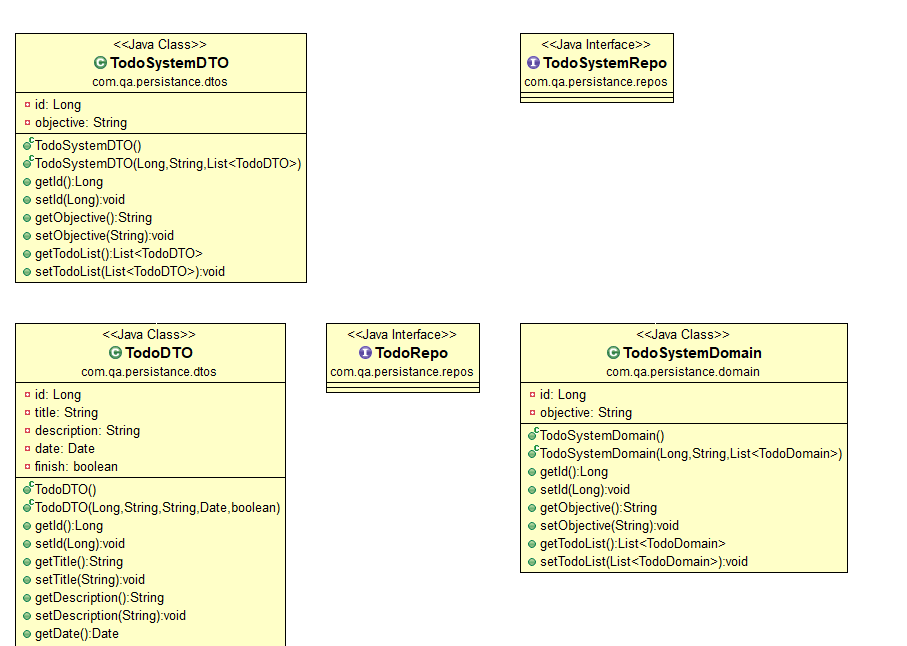 <<Java Class>>
TodoSystemDTO
com.qa.persistance.dtos
id: Long
objective: String
TodoSystemDTO()
TodoSystemDTO(Long,String,List<TodoDTO>)
getId():Long
setId(Long):void
getObjective():String
setObjective(String):void
getTodoList():List<TodoDTO>
setTodoList(List<TodoDTO>):void
<<Java Interface>>
TodoSystemRepo
com.qa.persistance.repos
<<Java Class>>
TodoDTO
com.qa.persistance.dtos
id: Long
title: String
description: String
date: Date
finish: boolean
TodoDTO()
TodoDTO(Long,String,String,Date,boolean)
getId():Long
setId(Long):void
getTitle():String
setTitle(String):void
getDescription():String
setDescription(String):void
getDate():Date
<<Java Interface>>
TodoRepo
com.qa.persistance.repos
<<Java Class>>
TodoSystemDomain
com.qa.persistance.domain
id: Long
objective: String
TodoSystemDomain()
TodoSystemDomain(Long,String,List<TodoDomain>)
getId():Long
setId(Long):void
getObjective():String
setObjective(String):void
getTodoList():List<TodoDomain>
setTodoList(List<TodoDomain>):void